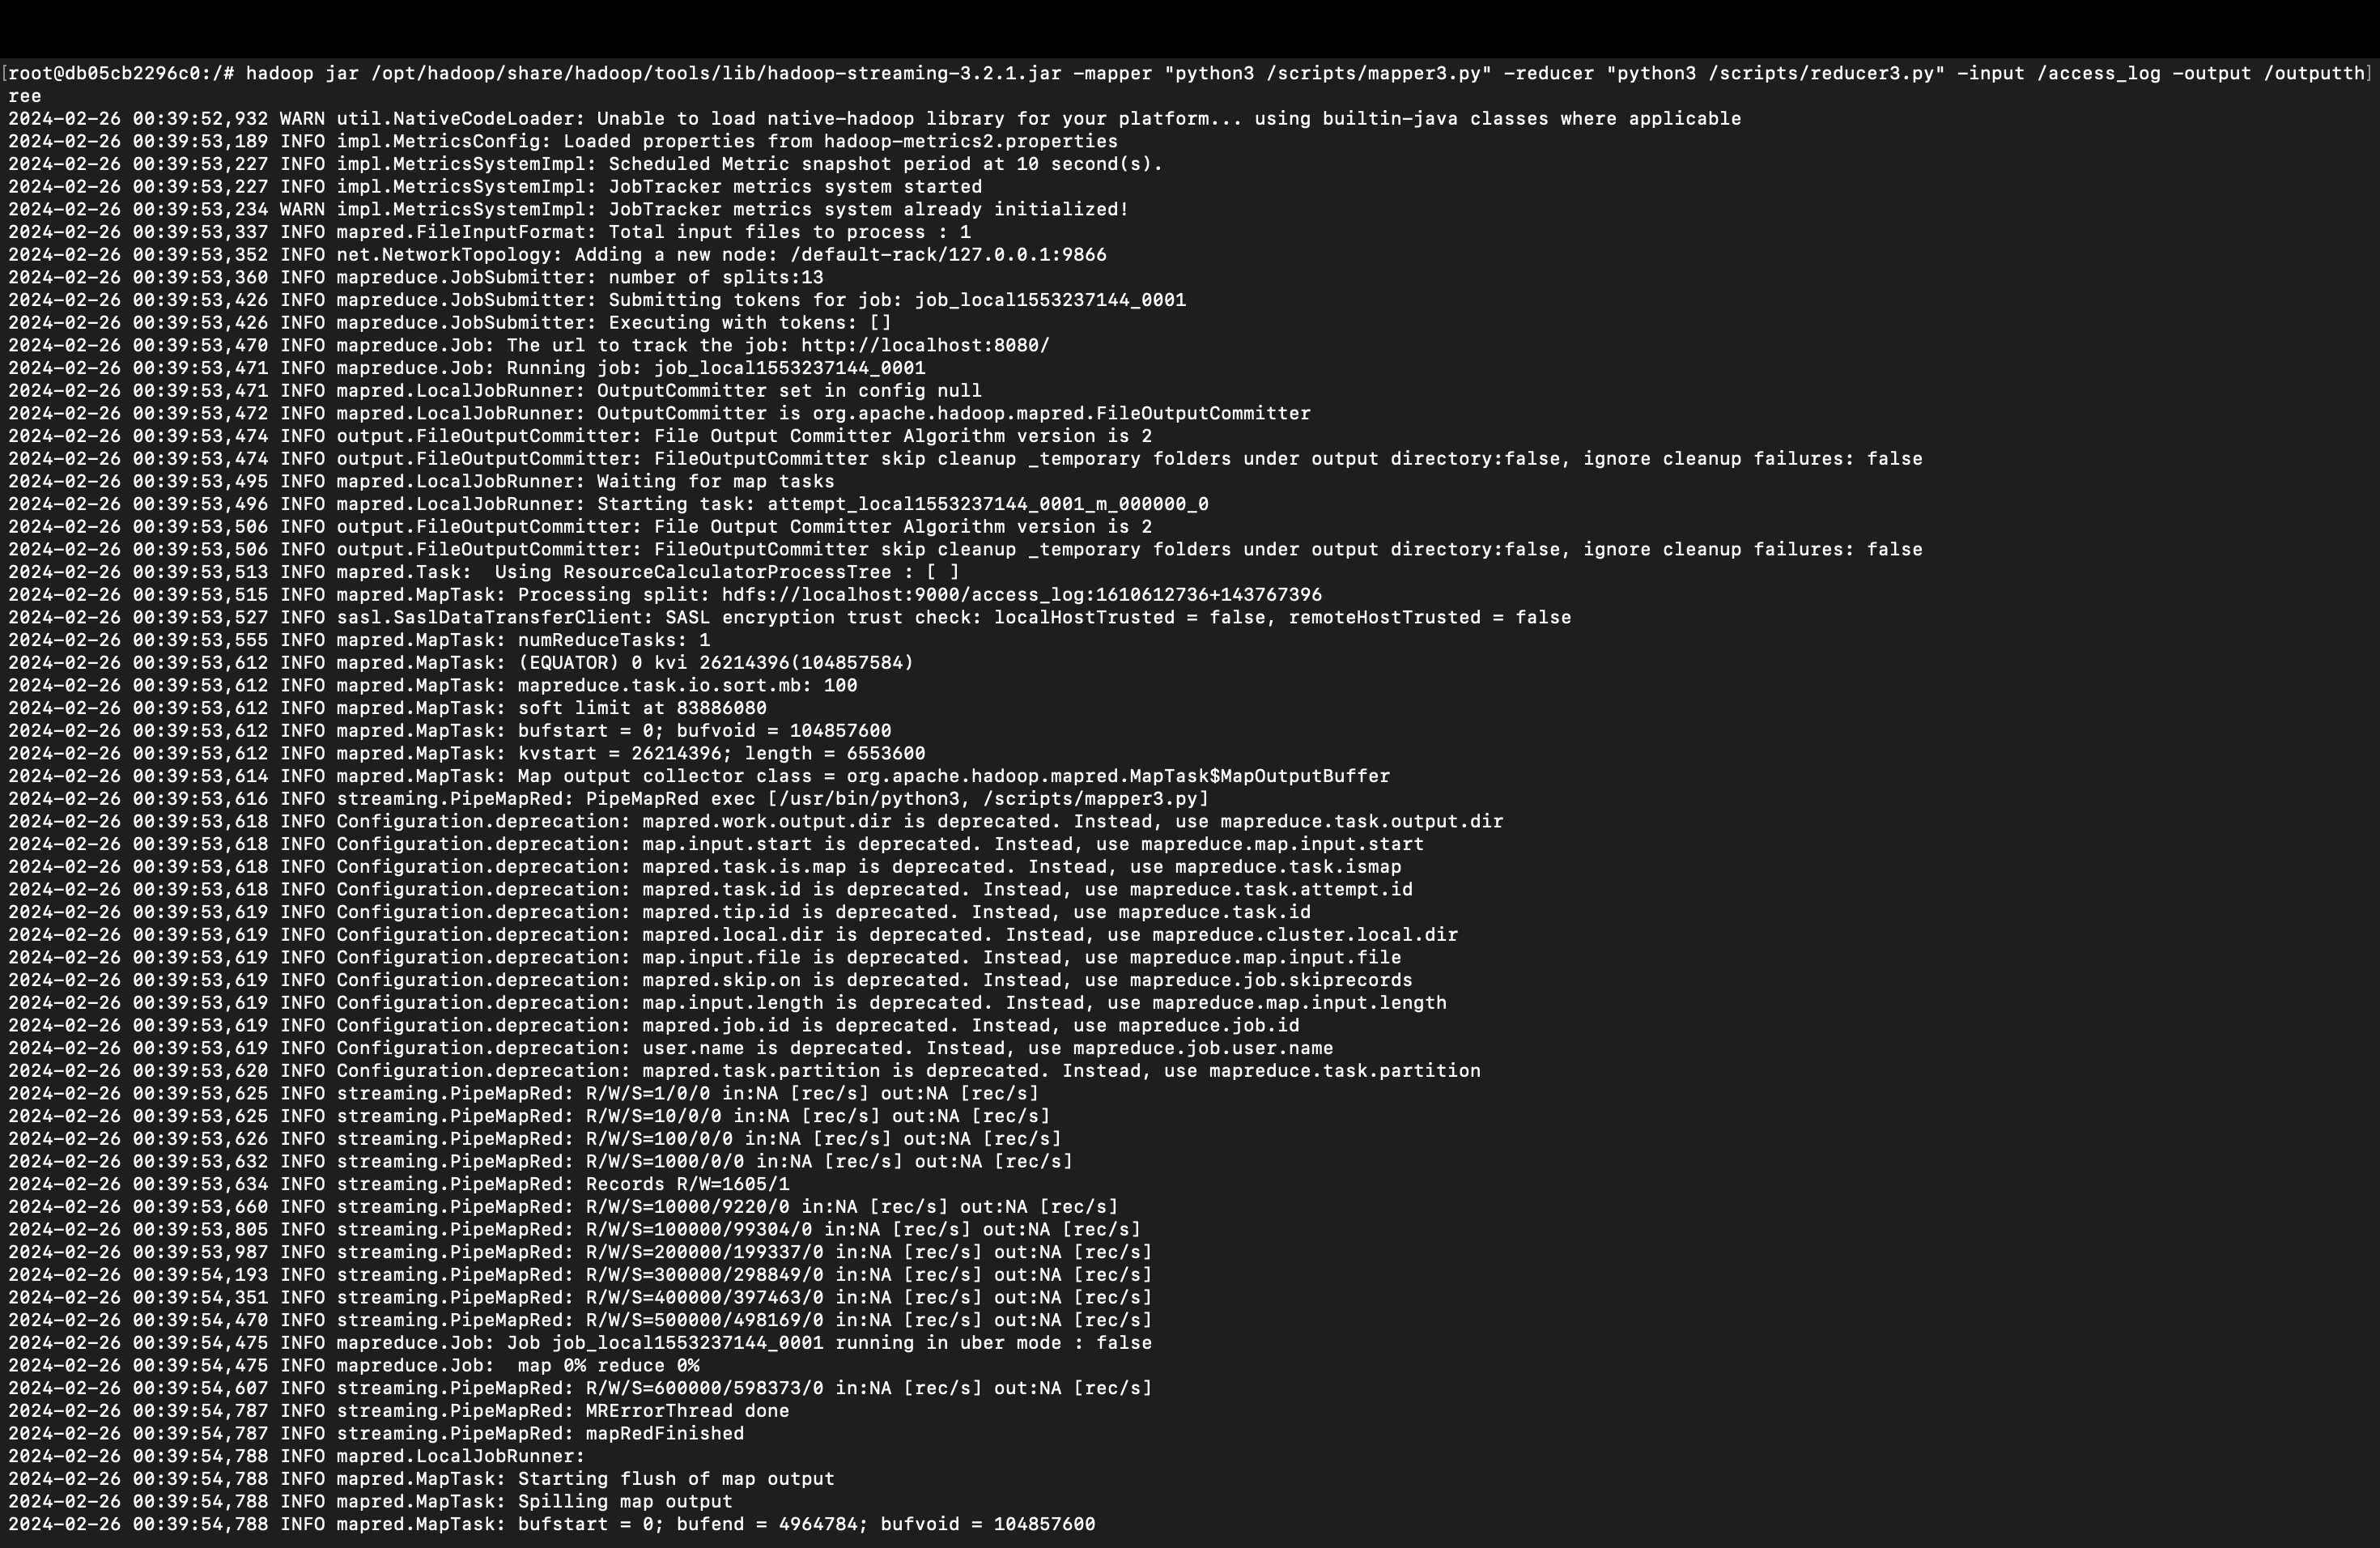 [root@db05cb2296c0:/# hadoop jar /opt/hadoop/share/hadoop/tools/lib/hadoop-streaming-3.2.1.jar -mapper "python3 /scripts/mapper3.py" -reducer "python3 /scripts/reducer3.py" -input /access_log -output /outputth]
ree
2024-02-26 00:39:52,932 WARN util.NativeCodeLoader: Unable to load native-hadoop library for your platform... using builtin-java classes where applicable
2024-02-26 00:39:53,189 INFO impl.MetricsConfig: Loaded properties from hadoop-metrics2.properties
2024-02-26 00:39:53,227 INFO impl.MetricsSystemImpl: Scheduled Metric snapshot period at 10 second(s).
2024-02-26 00:39:53,227 INFO impl.MetricsSystemImpl: JobTracker metrics system started
2024-02-26 00:39:53,234 WARN impl.MetricsSystemImpl: JobTracker metrics system already initialized!
2024-02-26 00:39:53,337 INFO mapred.FileInputFormat: Total input files to process : 1
2024-02-26 00:39:53,352 INFO net.NetworkTopology: Adding a new node: /default-rack/127.0.0.1:9866
2024-02-26 00:39:53,360 INFO mapreduce.JobSubmitter: number of splits:13
2024-02-26 00:39:53,426 INFO mapreduce.JobSubmitter: Submitting tokens for job: job_local1553237144_0001
2024-02-26 00:39:53,426 INFO mapreduce.JobSubmitter: Executing with tokens: []
2024-02-26 00:39:53,470 INFO mapreduce.Job: The url to track the job: http://localhost:8080/
2024-02-26 00:39:53,471 INFO mapreduce.Job: Running job: job_local1553237144_0001
2024-02-26 00:39:53,471 INFO mapred.LocalJobRunner: OutputCommitter set in config null
2024-02-26 00:39:53,472 INFO mapred.LocalJobRunner: OutputCommitter is org.apache.hadoop.mapred.FileOutputCommitter
2024-02-26 00:39:53,474 INFO output.FileOutputCommitter: File Output Committer Algorithm version is 2
2024-02-26 00:39:53,474 INFO output.FileOutputCommitter: FileOutputCommitter skip cleanup _temporary folders under output directory:false, ignore cleanup failures: false
2024-02-26 00:39:53,495 INFO mapred.LocalJobRunner: Waiting for map tasks
2024-02-26 00:39:53,496 INFO mapred.LocalJobRunner: Starting task: attempt_local1553237144_0001_m_000000_0
2024-02-26 00:39:53,506 INFO output.FileOutputCommitter: File Output Committer Algorithm version is 2
2024-02-26 00:39:53,506 INFO output.FileOutputCommitter: FileOutputCommitter skip cleanup _temporary folders under output directory:false, ignore cleanup failures: false
2024-02-26 00:39:53,513 INFO mapred.Task:  Using ResourceCalculatorProcessTree : [ ]
2024-02-26 00:39:53,515 INFO mapred.MapTask: Processing split: hdfs://localhost:9000/access_log:1610612736+143767396
2024-02-26 00:39:53,527 INFO sasl.SaslDataTransferClient: SASL encryption trust check: localHostTrusted = false, remoteHostTrusted = false
2024-02-26 00:39:53,555 INFO mapred.MapTask: numReduceTasks: 1
2024-02-26 00:39:53,612 INFO mapred.MapTask: (EQUATOR) 0 kvi 26214396(104857584)
2024-02-26 00:39:53,612 INFO mapred.MapTask: mapreduce.task.io.sort.mb: 100
2024-02-26 00:39:53,612 INFO mapred.MapTask: soft limit at 83886080
2024-02-26 00:39:53,612 INFO mapred.MapTask: bufstart = 0; bufvoid = 104857600
2024-02-26 00:39:53,612 INFO mapred.MapTask: kvstart = 26214396; length = 6553600
2024-02-26 00:39:53,614 INFO mapred.MapTask: Map output collector class = org.apache.hadoop.mapred.MapTask$MapOutputBuffer
2024-02-26 00:39:53,616 INFO streaming.PipeMapRed: PipeMapRed exec [/usr/bin/python3, /scripts/mapper3.py]
2024-02-26 00:39:53,618 INFO Configuration.deprecation: mapred.work.output.dir is deprecated. Instead, use mapreduce.task.output.dir
2024-02-26 00:39:53,618 INFO Configuration.deprecation: map.input.start is deprecated. Instead, use mapreduce.map.input.start
2024-02-26 00:39:53,618 INFO Configuration.deprecation: mapred.task.is.map is deprecated. Instead, use mapreduce.task.ismap
2024-02-26 00:39:53,618 INFO Configuration.deprecation: mapred.task.id is deprecated. Instead, use mapreduce.task.attempt.id
2024-02-26 00:39:53,619 INFO Configuration.deprecation: mapred.tip.id is deprecated. Instead, use mapreduce.task.id
2024-02-26 00:39:53,619 INFO Configuration.deprecation: mapred.local.dir is deprecated. Instead, use mapreduce.cluster.local.dir
2024-02-26 00:39:53,619 INFO Configuration.deprecation: map.input.file is deprecated. Instead, use mapreduce.map.input.file
2024-02-26 00:39:53,619 INFO Configuration.deprecation: mapred.skip.on is deprecated. Instead, use mapreduce.job.skiprecords
2024-02-26 00:39:53,619 INFO Configuration.deprecation: map.input.length is deprecated. Instead, use mapreduce.map.input.length
2024-02-26 00:39:53,619 INFO Configuration.deprecation: mapred.job.id is deprecated. Instead, use mapreduce.job.id
2024-02-26 00:39:53,619 INFO Configuration.deprecation: user.name is deprecated. Instead, use mapreduce.job.user.name
2024-02-26 00:39:53,620 INFO Configuration.deprecation: mapred.task.partition is deprecated. Instead, use mapreduce.task.partition
2024-02-26 00:39:53,625 INFO streaming.PipeMapRed: R/W/S=1/0/0 in:NA [rec/s] out:NA [rec/s]
2024-02-26 00:39:53,625 INFO streaming.PipeMapRed: R/W/S=10/0/0 in:NA [rec/s] out:NA [rec/s]
2024-02-26 00:39:53,626 INFO streaming.PipeMapRed: R/W/S=100/0/0 in:NA [rec/s] out:NA [rec/s]
2024-02-26 00:39:53,632 INFO streaming.PipeMapRed: R/W/S=1000/0/0 in:NA [rec/s] out:NA [rec/s]
2024-02-26 00:39:53,634 INFO streaming.PipeMapRed: Records R/W=1605/1
2024-02-26 00:39:53,660 INFO streaming.PipeMapRed: R/W/S=10000/9220/0 in:NA [rec/s] out:NA [rec/s]
2024-02-26 00:39:53,805 INFO streaming.PipeMapRed: R/W/S=100000/99304/0 in:NA [rec/s] out:NA [rec/s]
2024-02-26 00:39:53,987 INFO streaming.PipeMapRed: R/W/S=200000/199337/0 in:NA [rec/s] out:NA [rec/s]
2024-02-26 00:39:54,193 INFO streaming.PipeMapRed: R/W/S=300000/298849/0 in:NA [rec/s] out:NA [rec/s]
2024-02-26 00:39:54,351 INFO streaming.PipeMapRed: R/W/S=400000/397463/0 in:NA [rec/s] out:NA [rec/s]
2024-02-26 00:39:54,470 INFO streaming.PipeMapRed: R/W/S=500000/498169/0 in:NA [rec/s] out:NA [rec/s]
2024-02-26 00:39:54,475 INFO mapreduce.Job: Job job_local1553237144_0001 running in uber mode : false
2024-02-26 00:39:54,475 INFO mapreduce.Job:  map 0% reduce 0%
2024-02-26 00:39:54,607 INFO streaming.PipeMapRed: R/W/S=600000/598373/0 in:NA [rec/s] out:NA [rec/s]
2024-02-26 00:39:54,787 INFO streaming.PipeMapRed: MRErrorThread done
2024-02-26 00:39:54,787 INFO streaming.PipeMapRed: mapRedFinished
2024-02-26 00:39:54,788 INFO mapred.LocalJobRunner:
2024-02-26 00:39:54,788 INFO mapred.MapTask: Starting flush of map output
2024-02-26 00:39:54,788 INFO mapred.MapTask: Spilling map output
2024-02-26 00:39:54,788 INFO mapred.MapTask: bufstart = 0; bufend = 4964784; bufvoid = 104857600